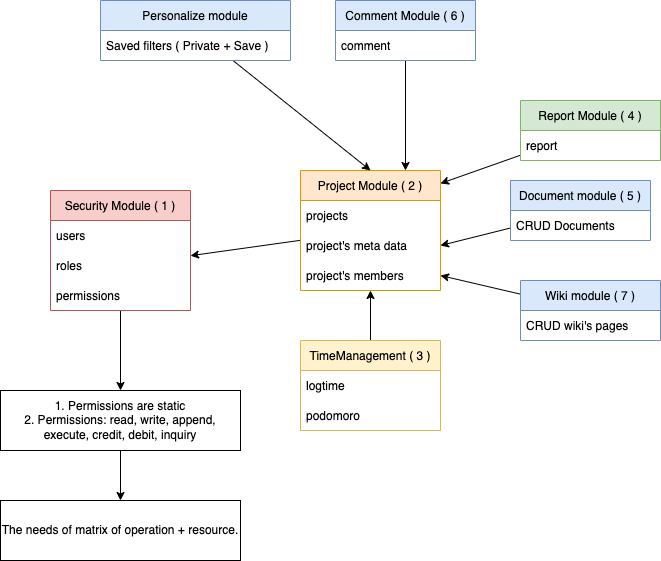 Personalize module
Saved filters ( Private + Save )
Comment Module ( 6 )
comment
Report Module ( 4 )
report
Project Module ( 2 )
projects
project's meta data
project's members
Security Module ( 1 )
users
roles
permissions
Document module ( 5 )
CRUD Documents
Wiki module ( 7 )
CRUD wiki's pages
TimeManagement ( 3 )
logtime
podomoro
1. Permissions are static
2. Permissions: read, write, append,
execute, credit, debit, inquiry
The needs of matrix of operation + resource.